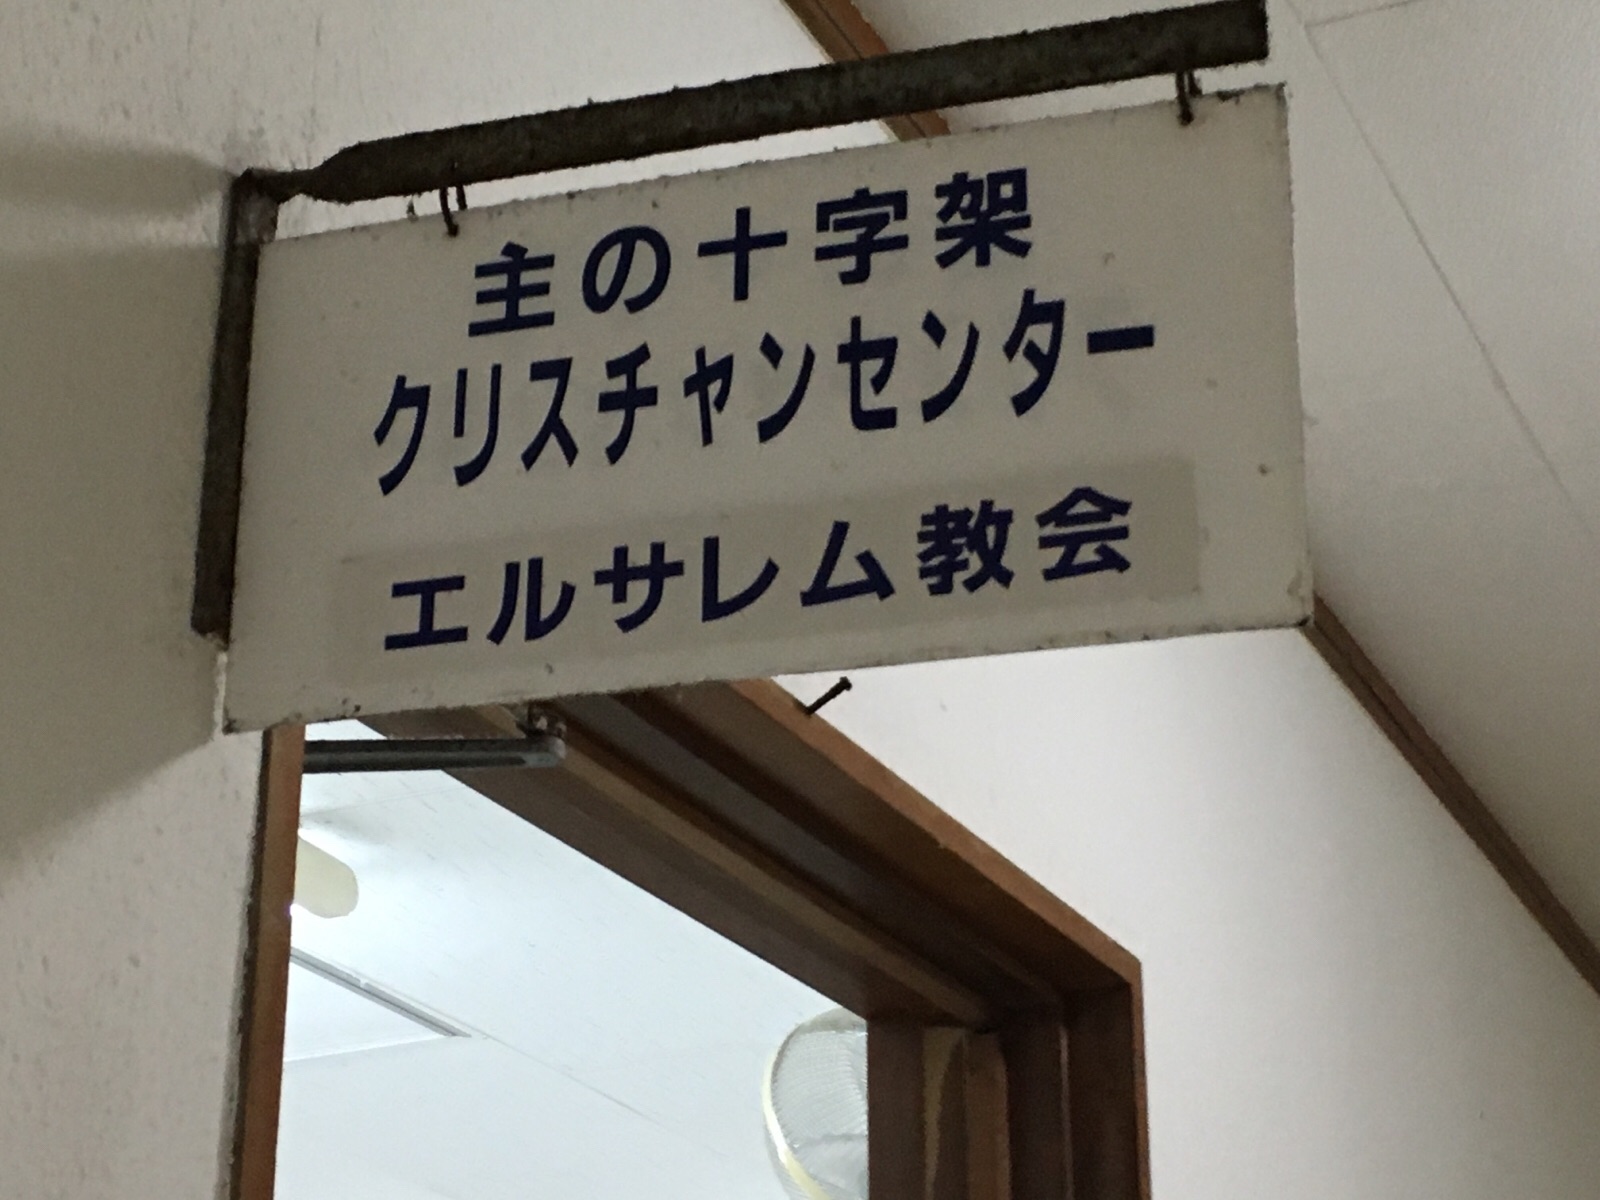 主の十字架
クリスチャンセンター
エルサレム教会